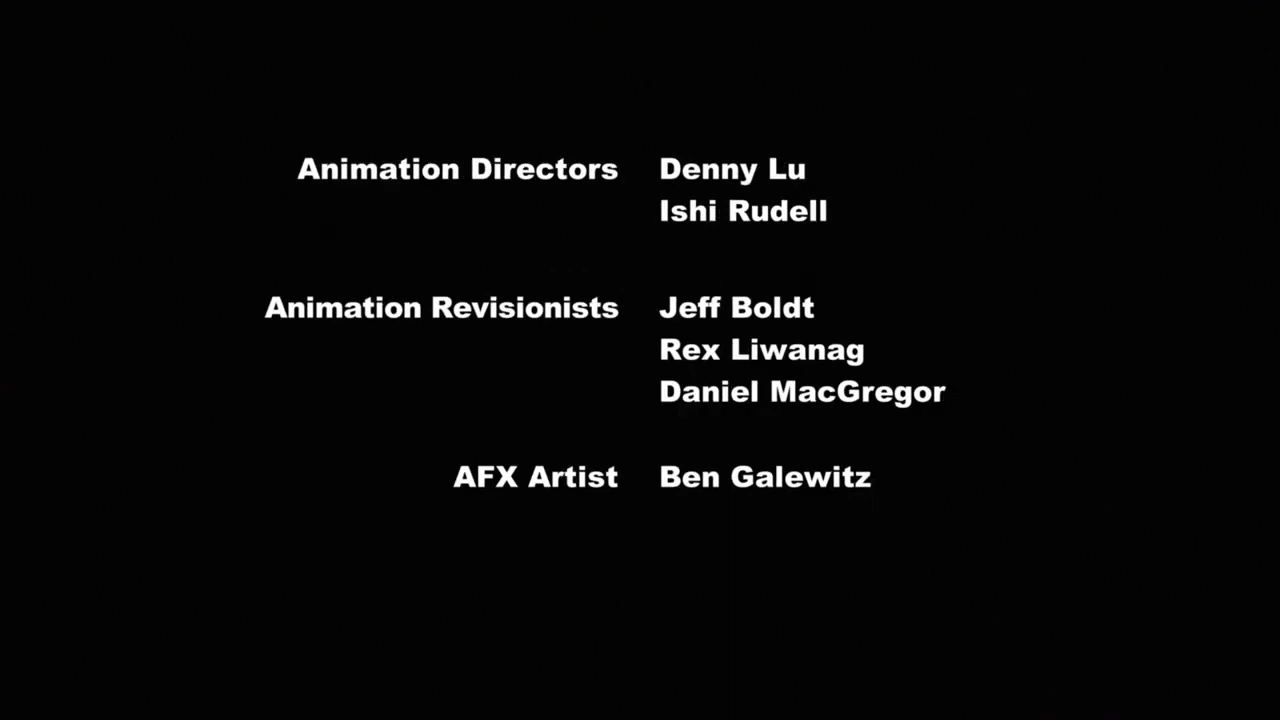 Animation Directors Denny Lu
Ishi Rudell
Animation Revisionists Jeff Boldt
Rex Liwanag
Daniel MacGregor
AFX Artist Ben Galewitz